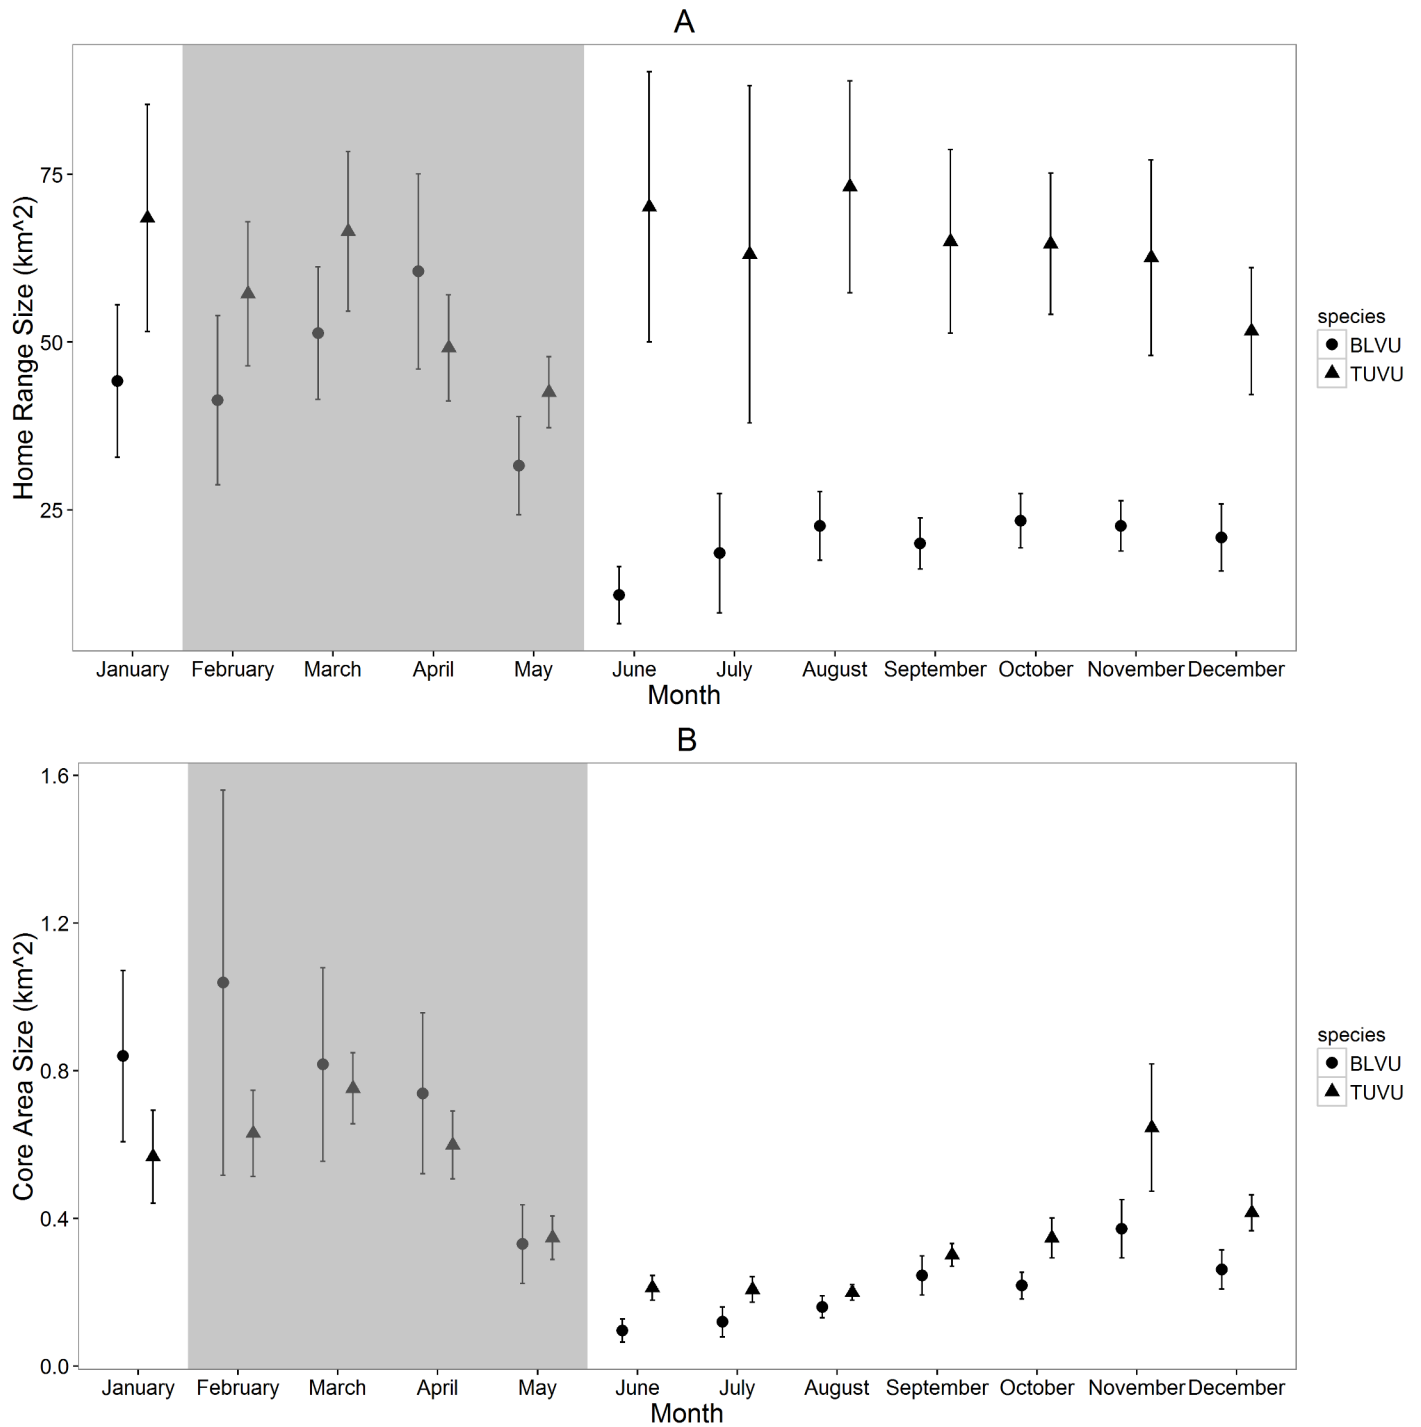 A
Home Range Size (km^2)
75
50
25
January February March April May June July August September October November December
Month
species
BLVU
TUVU
B
Core Area Size (km^2)
1.6
1.2
0.8
0.4
0.0
January February March April May June July August September October November December
Month
species
BLVU
TUVU